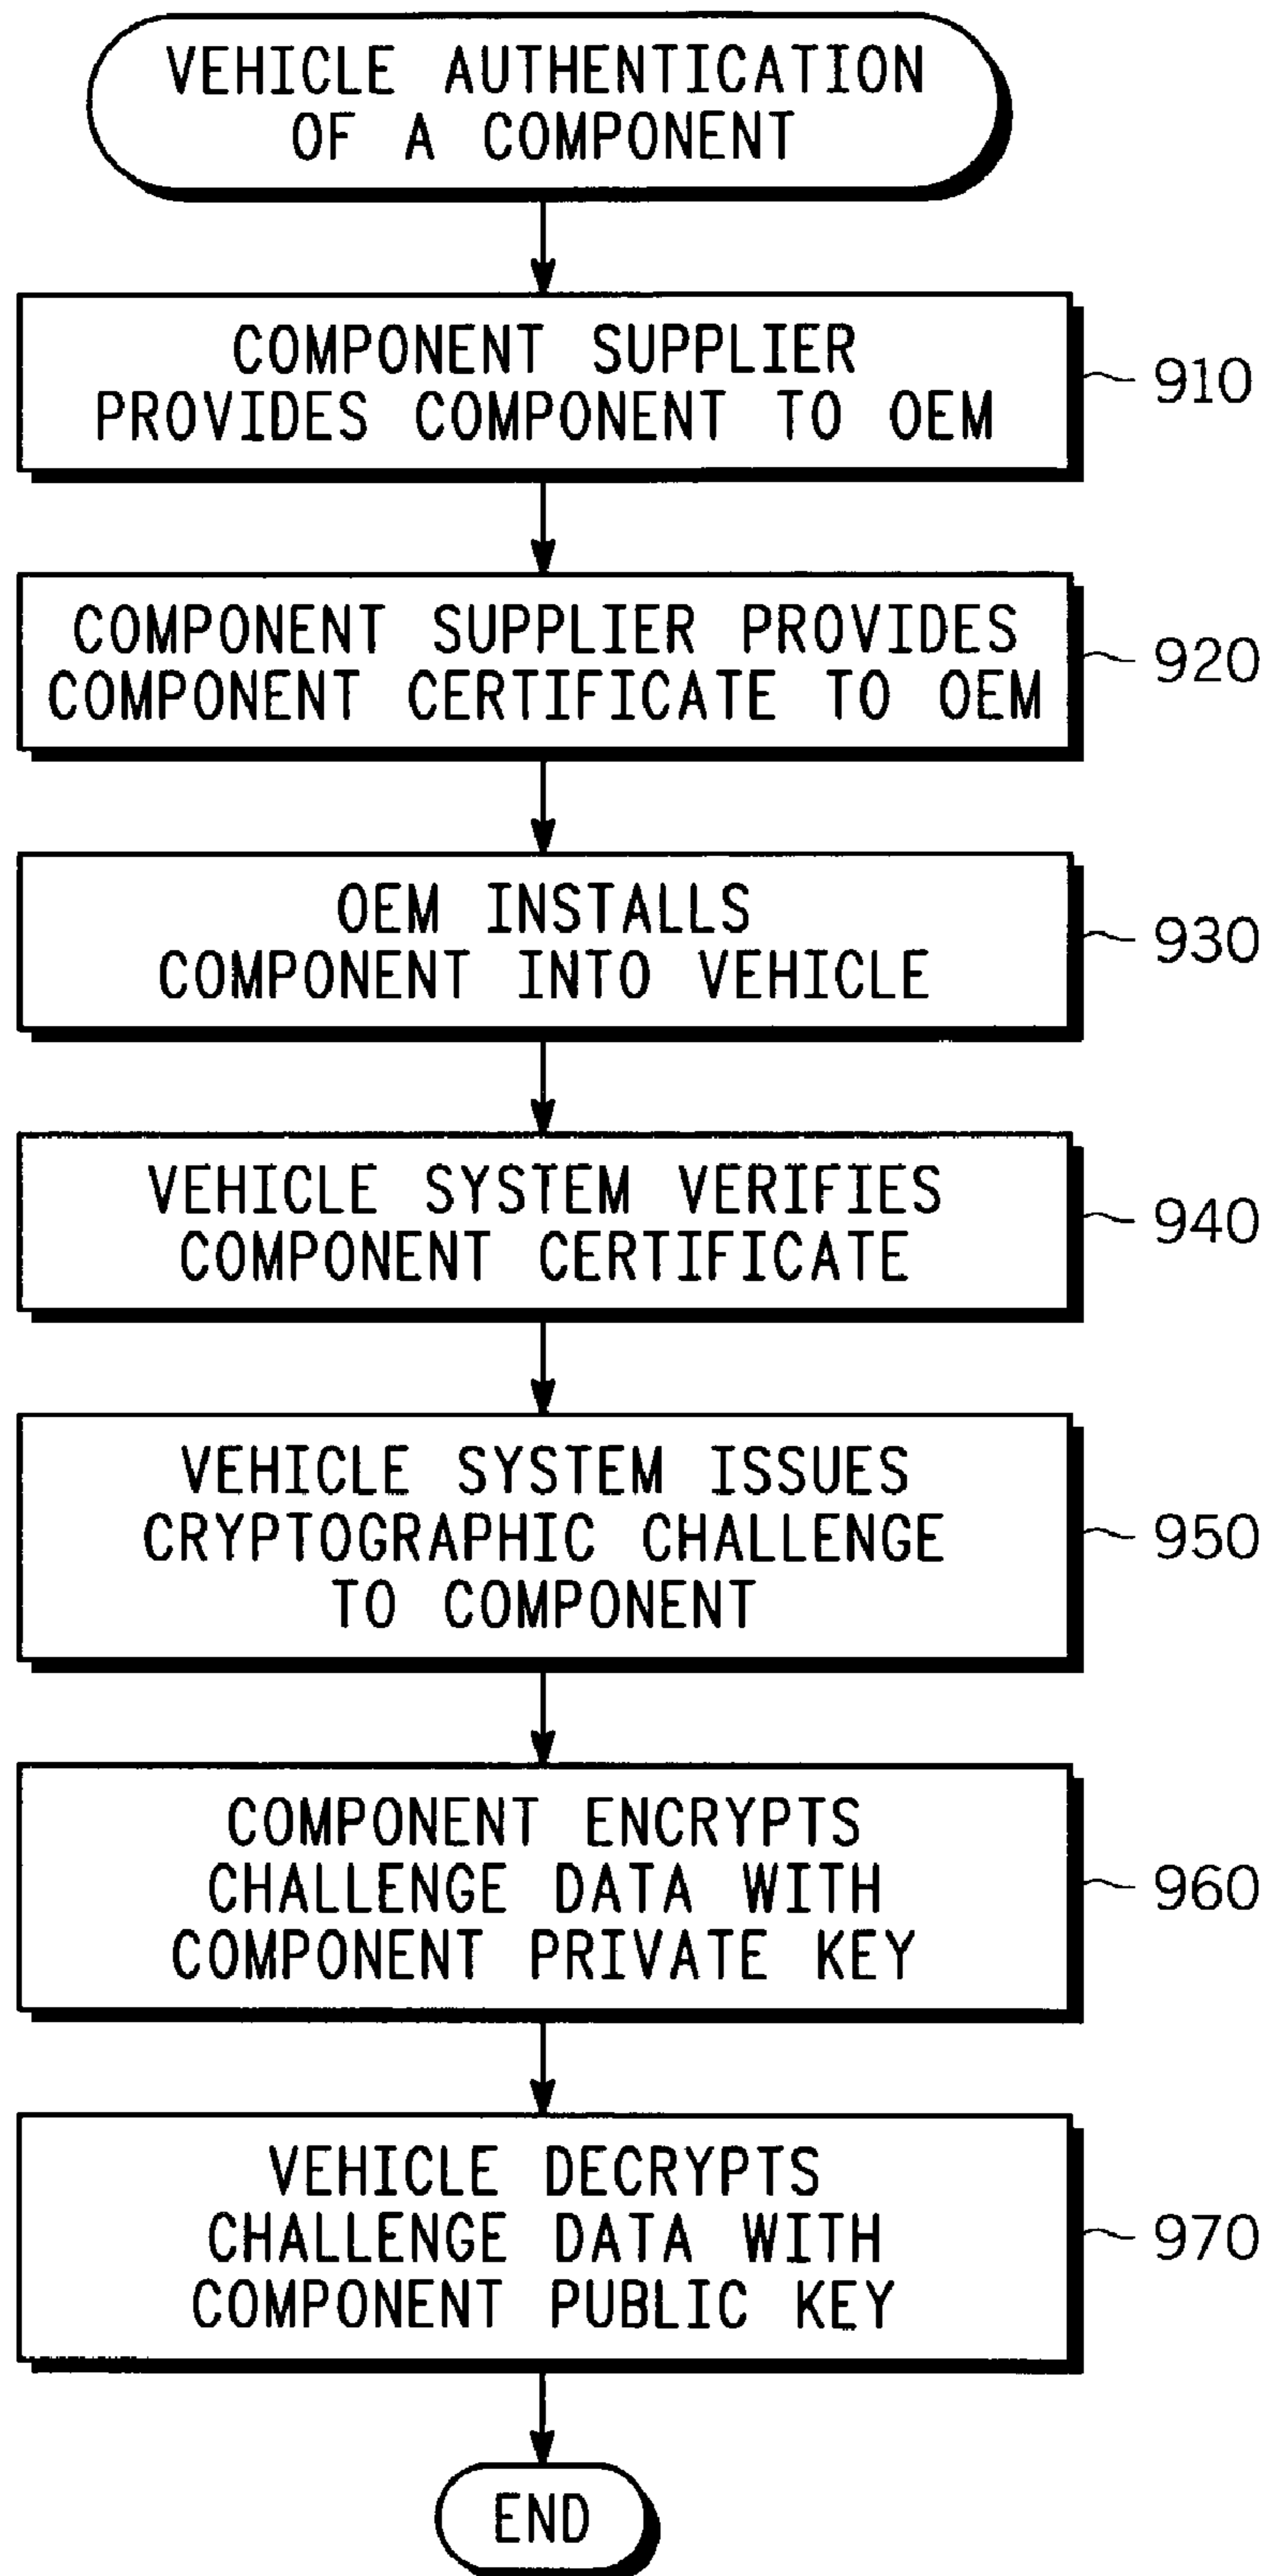 VEHICLE AUTHENTICATION
OF A COMPONENT
COMPONENT SUPPLIER
PROVIDES COMPONENT TO OEM
910
COMPONENT SUPPLIER PROVIDES
COMPONENT CERTIFICATE TO OEM
920
OEM INSTALLS
COMPONENT INTO VEHICLE
930
VEHICLE SYSTEM VERIFIES
COMPONENT CERTIFICATE
940
VEHICLE SYSTEM ISSUES
CRYPTOGRAPHIC CHALLENGE
TO COMPONENT
950
COMPONENT ENCRYPTS
CHALLENGE DATA WITH
COMPONENT PRIVATE KEY
960
VEHICLE DECRYPTS
CHALLENGE DATA WITH
COMPONENT PUBLIC KEY
970
END